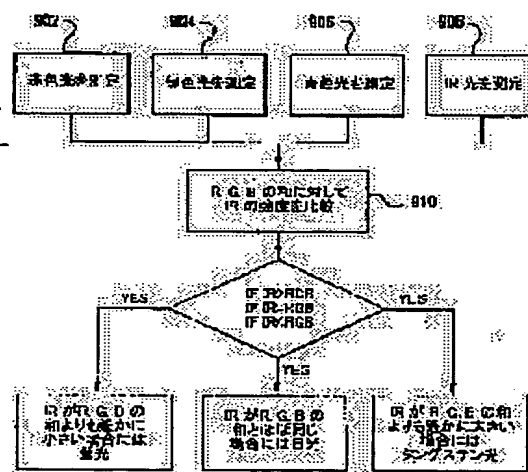 902
904
906
908
赤色光を測定
緑色光を測定
青色光を測定
IR光を測定
R G Bの和に対して
IRの強度を比較
910
YES
YES
YES
IRがR G Bの
和よりも遥かに
小さい場合には
蛍光
IRがR G Bの
和とほぼ同じ
場合には日光
IRがR G Bの和
よりも遥かに大きい
場合には
タングステン光